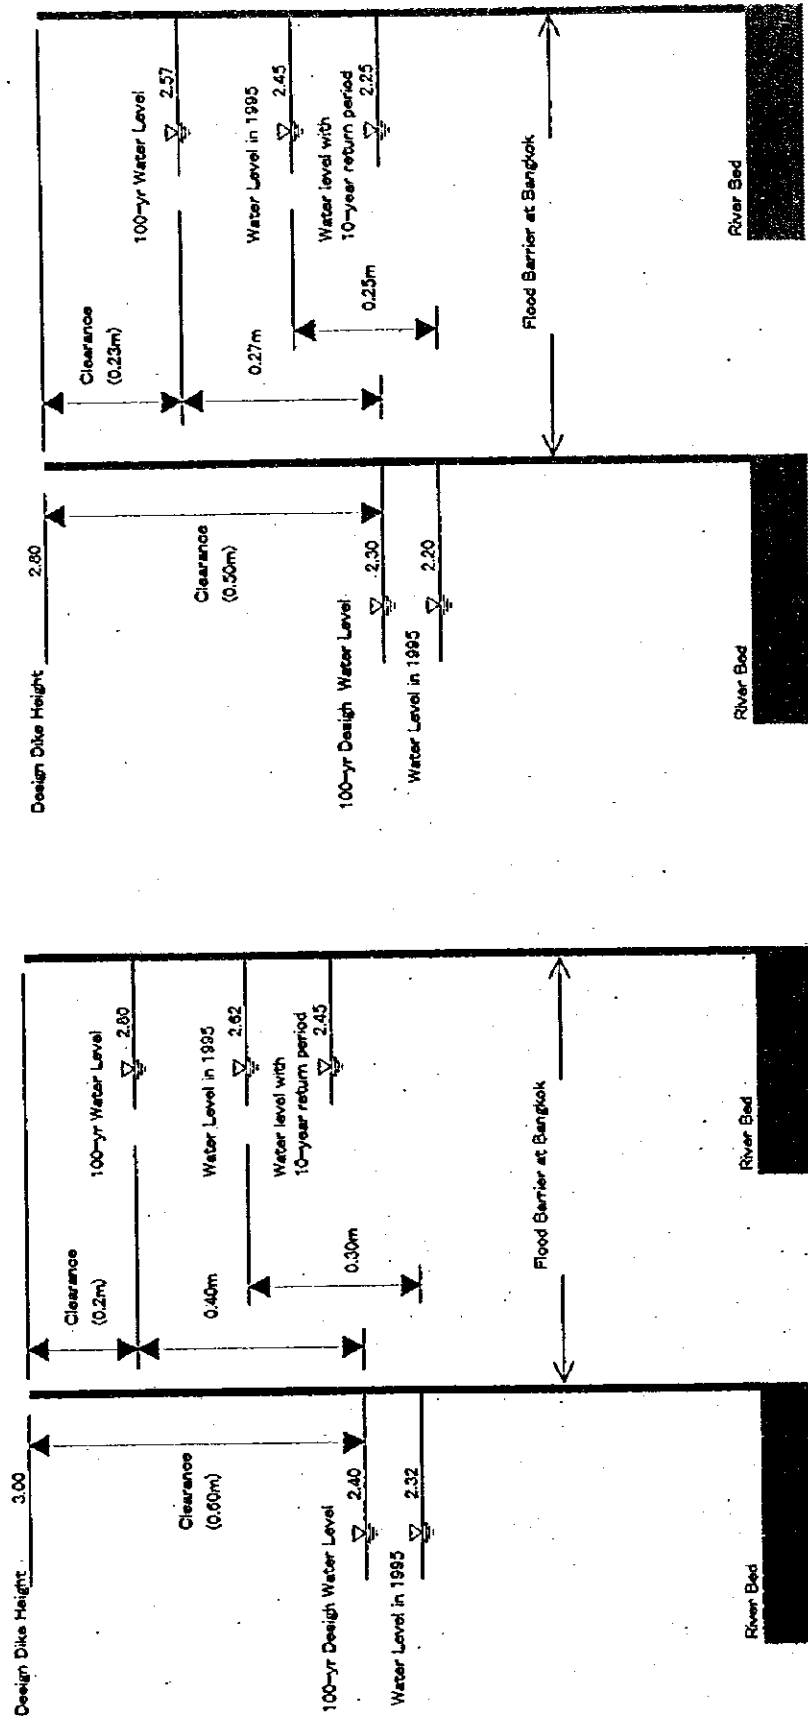 Design Dike Height 3.00
Clearance
(0.60m)
100-yr Desigh Water Level 2.40
Water Level in 1995 2.32
River Bed
Clearance
(0.2m)
100-yr Water Level 2.80
0.40m
Water Level in 1995 2.62
Water level with
10-year return period 2.45
0.30m
Flood Barrier at Bangkok
River Bed
Design Dike Height 2.80
Clearance
(0.50m)
100-yr Desigh Water Level 2.30
Water Level in 1995 2.20
River Bed
Clearance
(0.23m)
100-yr Water Level 2.57
0.27m
Water Level in 1995 2.45
Water level with
10-year return period 2.25
0.25m
Flood Barrier at Bangkok
River Bed